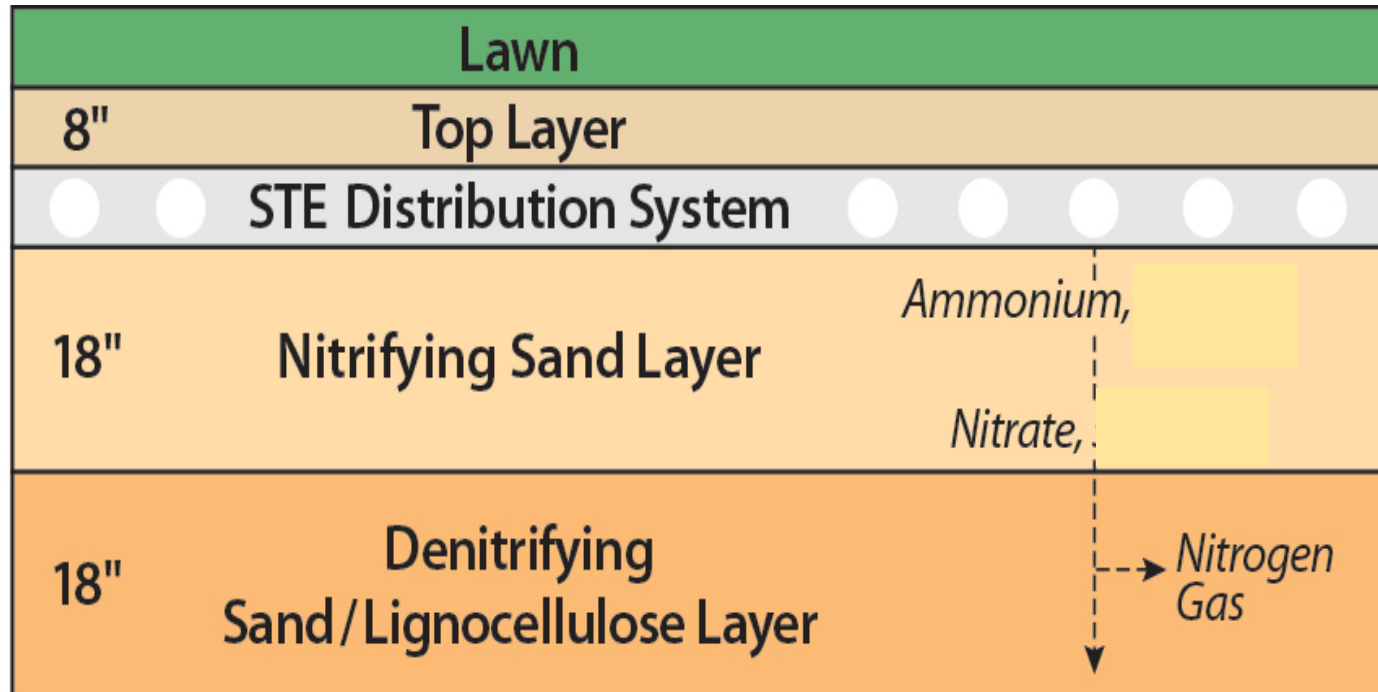 Lawn
8" Top Layer
STE Distribution System
Ammonium,
18" Nitrifying Sand Layer
Nitrate,
Denitrifying
18"
Sand/Lignocellulose Layer
Nitrogen
Gas